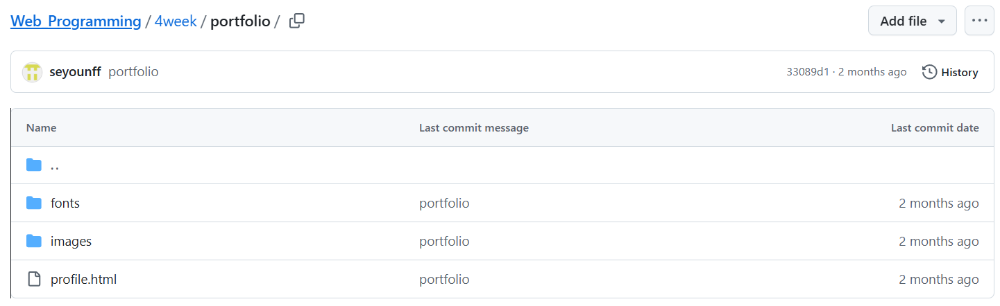 Web_Programming / 4week / portfolio / Add file ...
seyounff portfolio 33089d1 · 2 months ago History
Name Last commit message Last commit date
..
fonts portfolio 2 months ago
images portfolio 2 months ago
profile.html portfolio 2 months ago